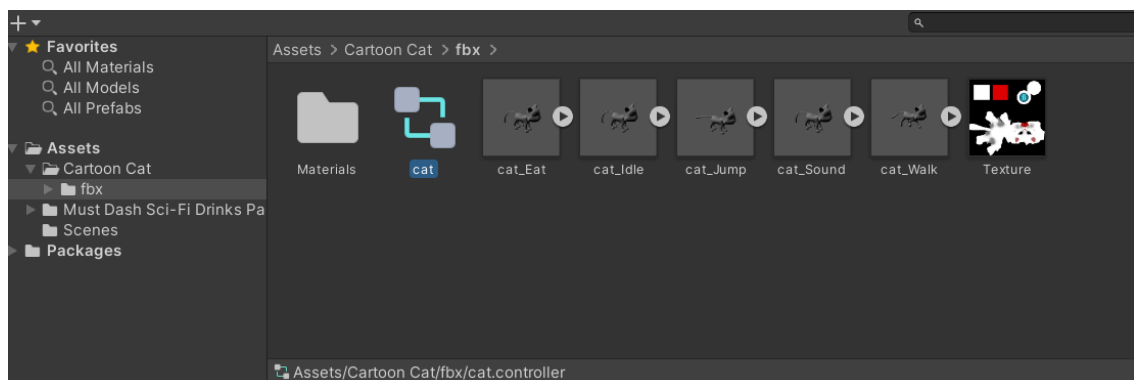 Favorites
All Materials
All Models
All Prefabs
Assets
Cartoon Cat
fbx
Must Dash Sci-Fi Drinks Pa
Scenes
Packages
Assets > Cartoon Cat > fbx >
Materials
cat
cat_Eat
cat_Idle
cat_Jump
cat_Sound
cat_Walk
Texture
Assets/Cartoon Cat/fbx/cat.controller